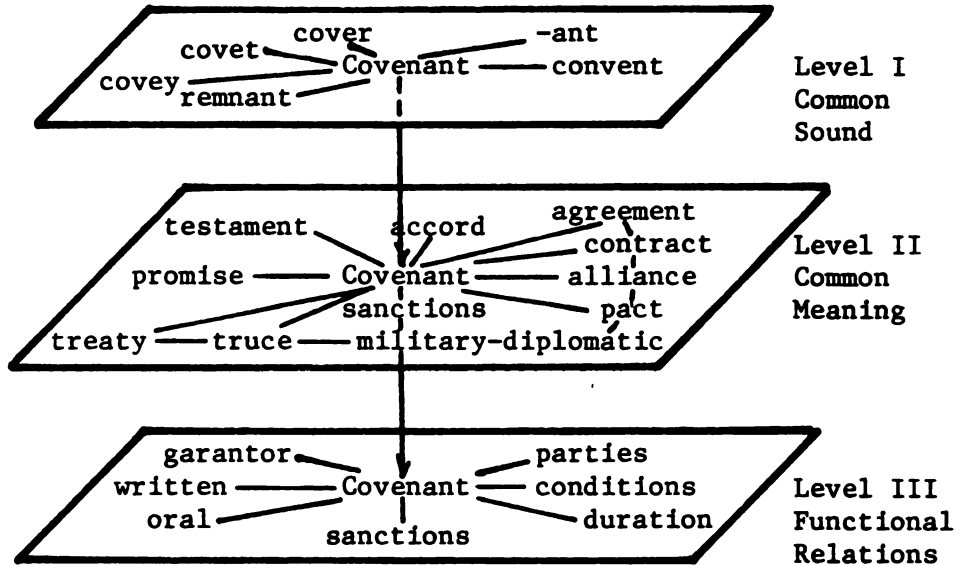 cover
-ant
covet
Covenant
convent
covey
remnant
Level I
Common
Sound
testament
accord
agreement
contract
promise
Covenant
alliance
sanctions
pact
treaty
truce
military-diplomatic
Level II
Common
Meaning
garantor
parties
written
Covenant
conditions
oral
duration
sanctions
Level III
Functional
Relations